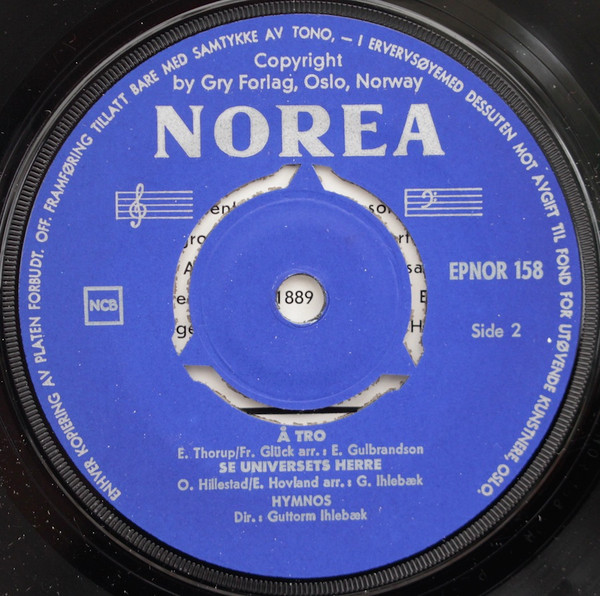 ENHVER KOPIERING AV PLATEN FORBUDT. OFF. FRAMFØRING TILLATT BARE MED SAMTYKKE AV TONO, — I ERVERVSØYEMED DESSUTEN MOT AVGIFT TIL FOND FOR UTØVENDE KUNSTNERE, OSLO.
Copyright
by Gry Forlag, Oslo, Norway
NOREA
EPNOR 158
NCB
1889
Side 2
Å TRO
E. Thorup/Fr. Glück arr.: E. Gulbrandson
SE UNIVERSETS HERRE
O. Hillestad/E. Hovland arr.: G. Ihlebæk
HYMNOS
Dir.: Guttorm Ihlebæk